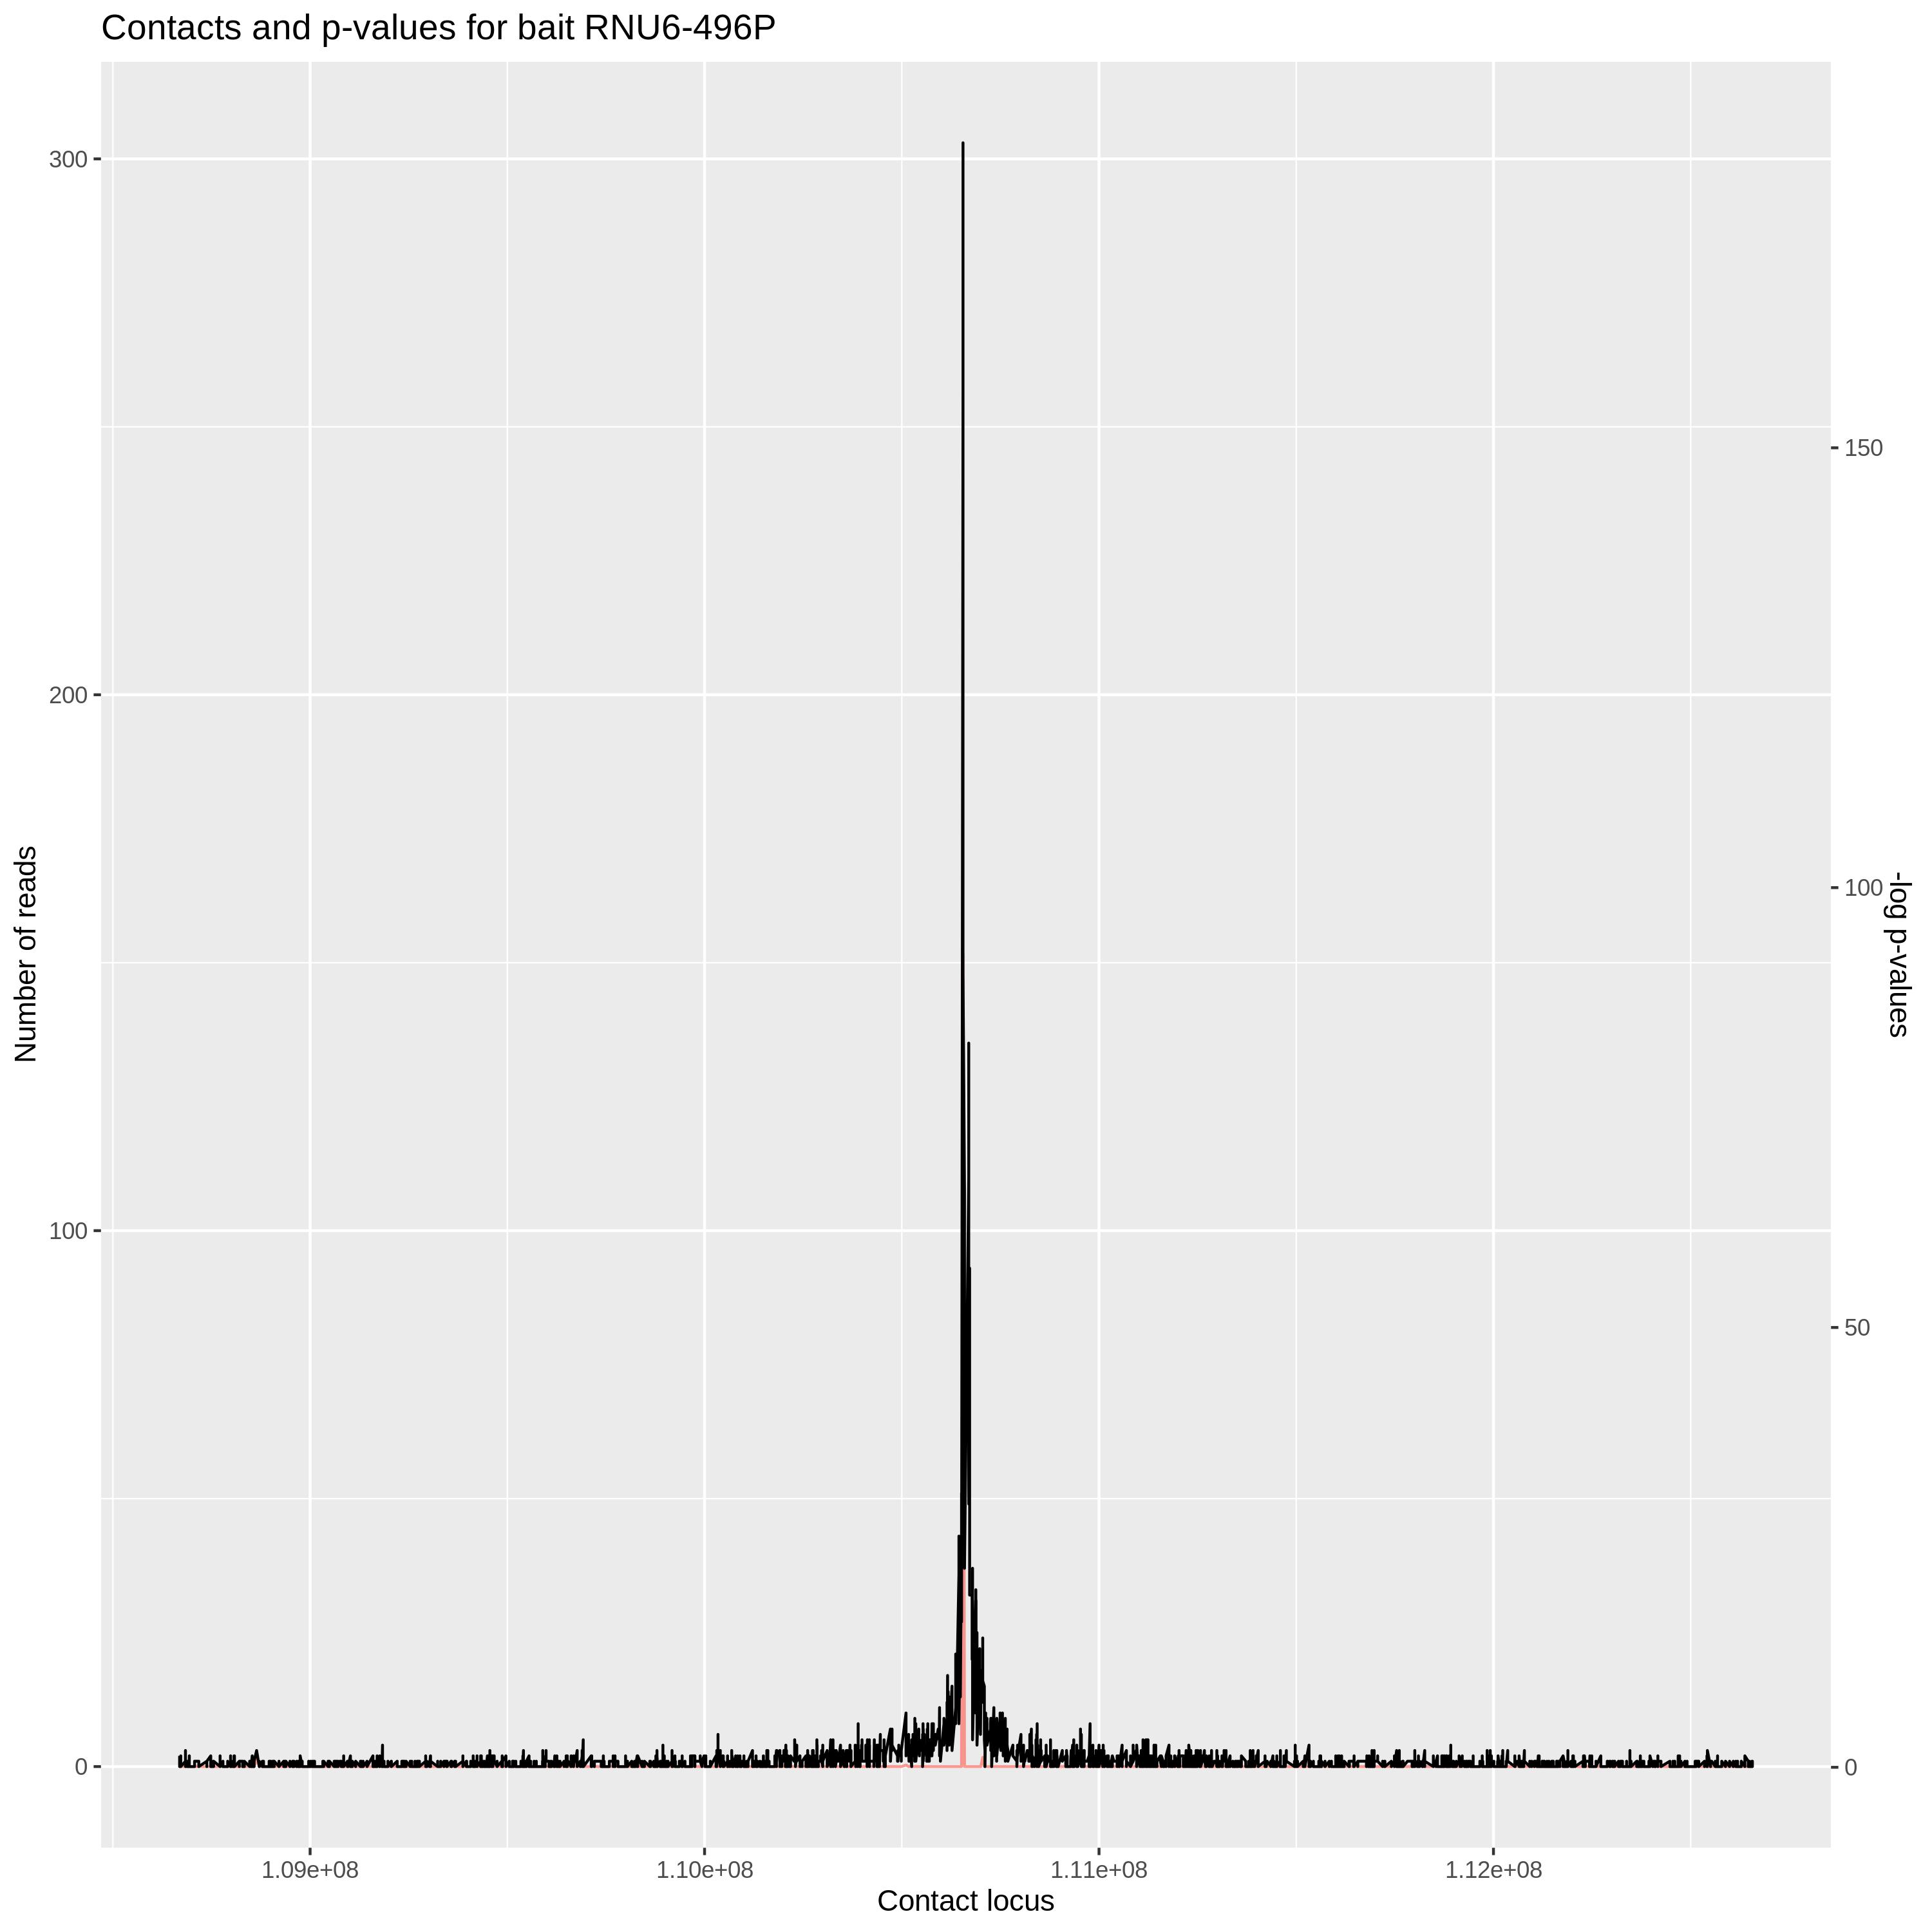 Contacts and p-values for bait RNU6-496P
300
200
100
0
Number of reads
150
100
50
0
-log p-values
1.09e+08
1.10e+08
1.11e+08
1.12e+08
Contact locus